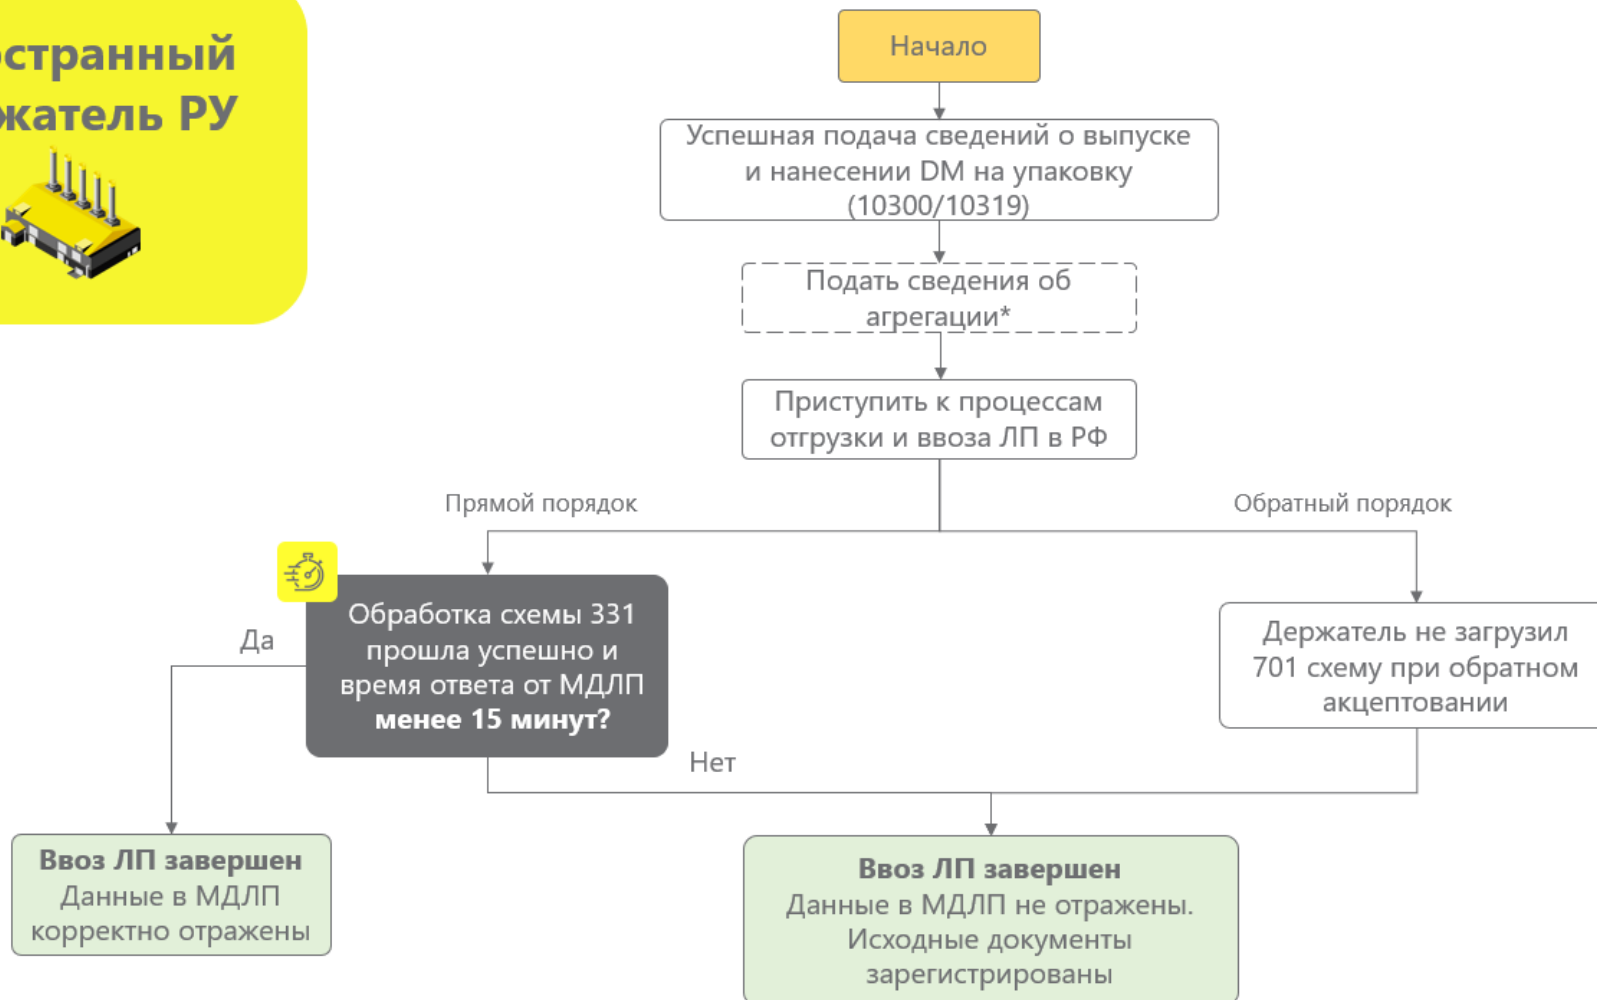 остранный
жатель РУ
Начало
Успешная подача сведений о выпуске
и нанесении DM на упаковку
(10300/10319)
Подать сведения об
агрегации*
Приступить к процессам
отгрузки и ввоза ЛП в РФ
Прямой порядок
Обратный порядок
Обработка схемы 331
прошла успешно и
время ответа от МДЛП
менее 15 минут?
Да
Держатель не загрузил
701 схему при обратном
акцептовании
Нет
Ввоз ЛП завершен
Данные в МДЛП
корректно отражены
Ввоз ЛП завершен
Данные в МДЛП не отражены.
Исходные документы
зарегистрированы